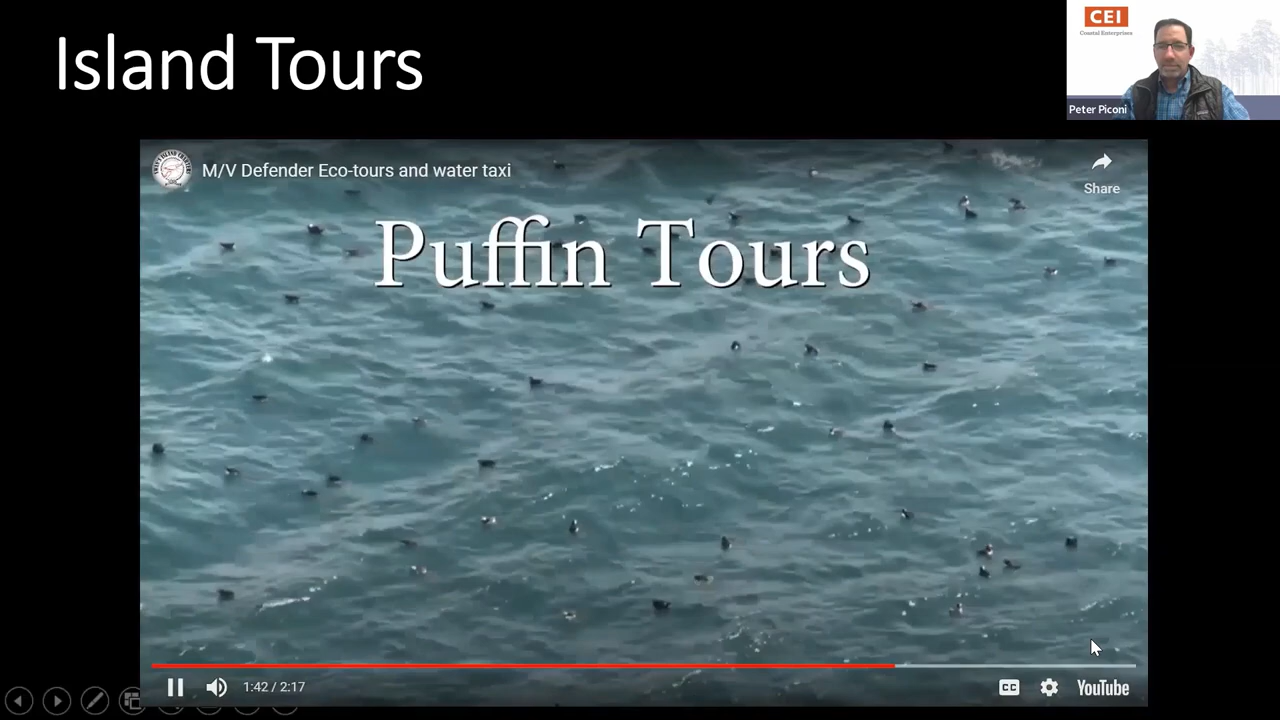 Island Tours
CEI
Coastal Enterprises
Peter Piconi
M/V Defender Eco-tours and water taxi
Share
Puffin Tours
1:42 / 2:17
CC
YouTube